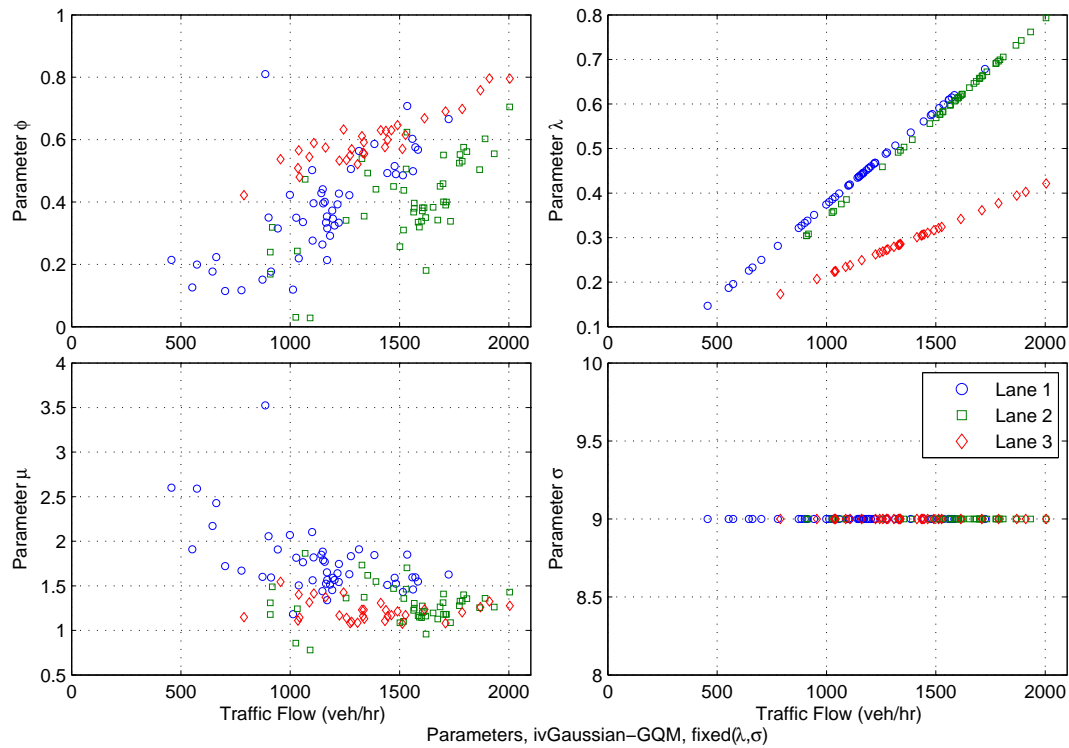 1
0.8
0.6
0.4
0.2
0
0 500 1000 1500 2000
Parameter ϕ
0.8
0.7
0.6
0.5
0.4
0.3
0.2
0.1
0 500 1000 1500 2000
Parameter λ
4
3.5
3
2.5
2
1.5
1
0.5
0 500 1000 1500 2000
Parameter μ
Traffic Flow (veh/hr)
10
9.5
9
8.5
8
0 500 1000 1500 2000
Parameter σ
Traffic Flow (veh/hr)
Lane 1
Lane 2
Lane 3
Parameters, ivGaussian−GQM, fixed(λ,σ)